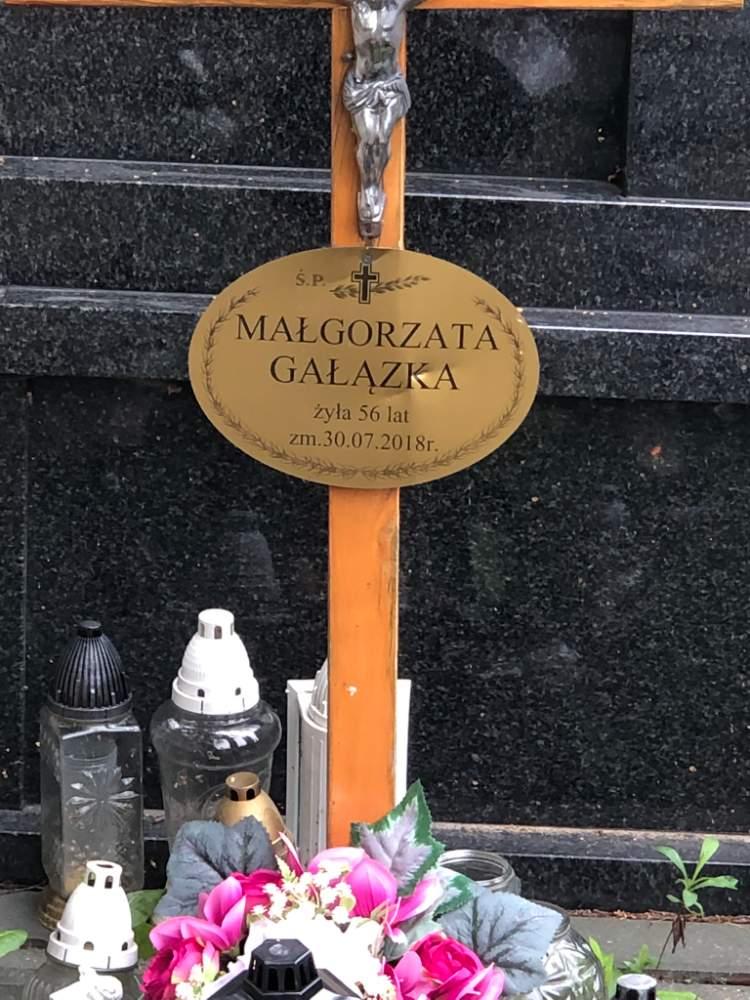 Ś.P.
MAŁGORZATA
GAŁĄZKA
żyła 56 lat
zm.30.07.2018r.